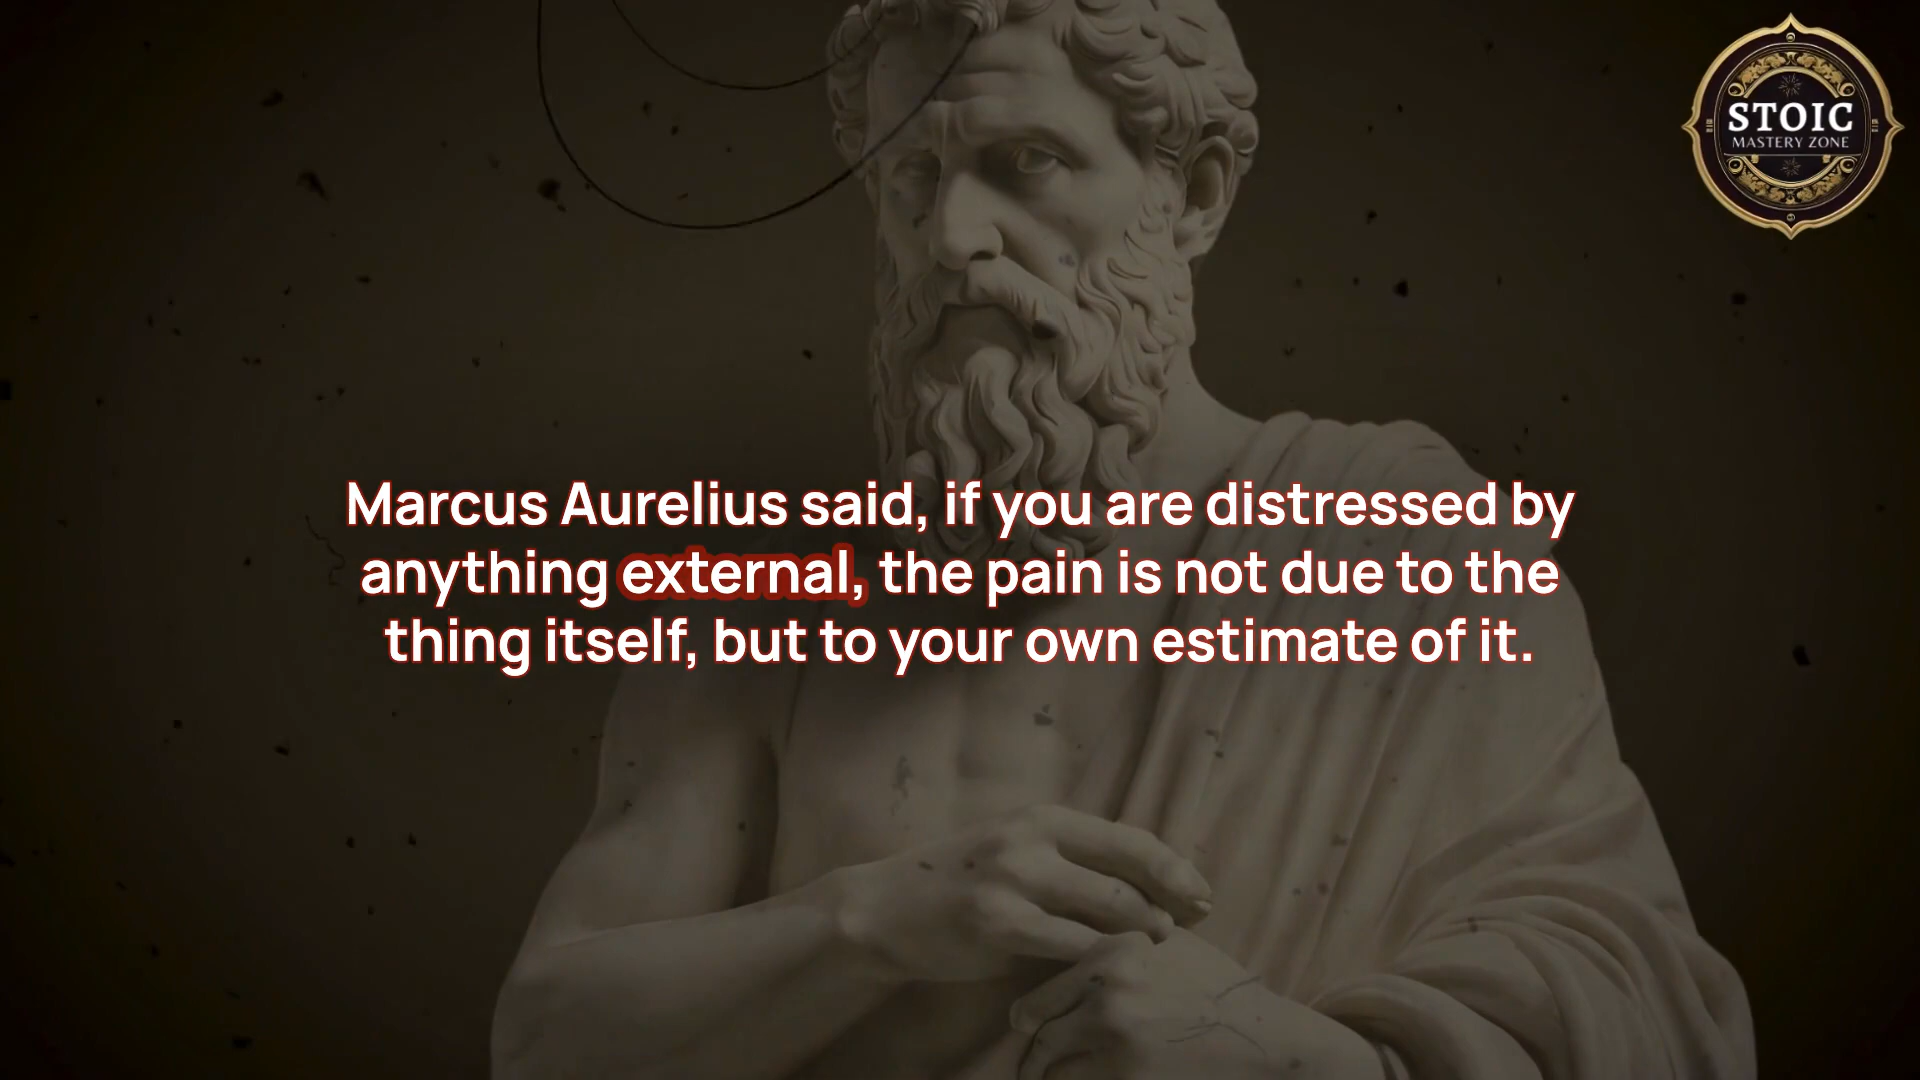 STOIC
MASTERY ZONE
Marcus Aurelius said, if you are distressed by
anything external, the pain is not due to the
thing itself, but to your own estimate of it.